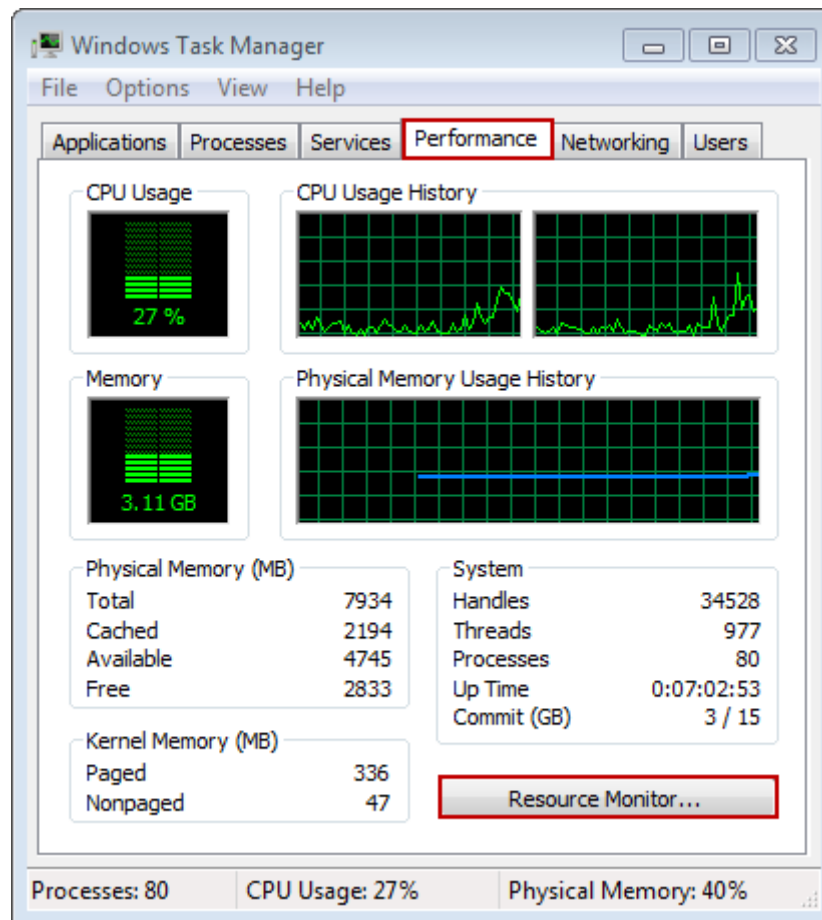 Windows Task Manager
File Options View Help
Applications Processes Services Performance Networking Users
CPU Usage CPU Usage History
27 %
Memory Physical Memory Usage History
3.11 GB
Physical Memory (MB)
Total 7934
Cached 2194
Available 4745
Free 2833
Kernel Memory (MB)
Paged 336
Nonpaged 47
System
Handles 34528
Threads 977
Processes 80
Up Time 0:07:02:53
Commit (GB) 3 / 15
Resource Monitor...
Processes: 80 CPU Usage: 27% Physical Memory: 40%